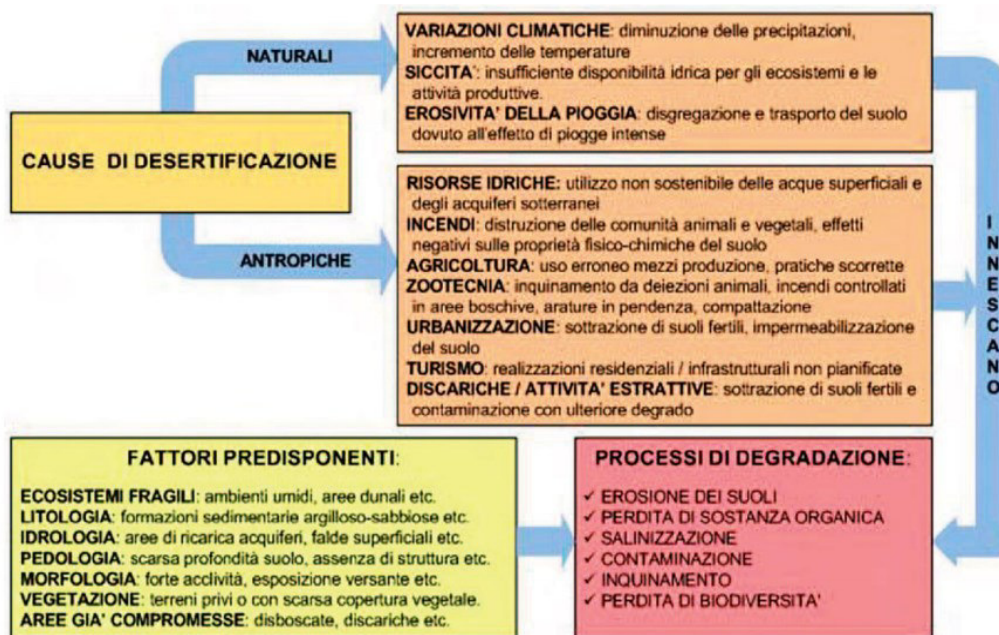 CAUSE DI DESERTIFICAZIONE
NATURALI
VARIAZIONI CLIMATICHE: diminuzione delle precipitazioni,
incremento delle temperature
SICCITA': insufficiente disponibilità idrica per gli ecosistemi e le
attività produttive.
EROSIVITA' DELLA PIOGGIA: disgregazione e trasporto del suolo
dovuto all'effetto di piogge intense
ANTROPICHE
RISORSE IDRICHE: utilizzo non sostenibile delle acque superficiali e
degli acquiferi sotterranei
INCENDI: distruzione delle comunità animali e vegetali, effetti
negativi sulle proprietà fisico-chimiche del suolo
AGRICOLTURA: uso erroneo mezzi produzione, pratiche scorrette
ZOOTECNIA: inquinamento da deiezioni animali, incendi controllati
in aree boschive, arature in pendenza, compattazione
URBANIZZAZIONE: sottrazione di suoli fertili, impermeabilizzazione
del suolo
TURISMO: realizzazioni residenziali / infrastrutturali non pianificate
DISCARICHE / ATTIVITA' ESTRATTIVE: sottrazione di suoli fertili e
contaminazione con ulteriore degrado
INNESCANO
FATTORI PREDISPONENTI:
ECOSISTEMI FRAGILI: ambienti umidi, aree dunali etc.
LITOLOGIA: formazioni sedimentarie argilloso-sabbiose etc.
IDROLOGIA: aree di ricarica acquiferi, falde superficiali etc.
PEDOLOGIA: scarsa profondità suolo, assenza di struttura etc.
MORFOLOGIA: forte acclività, esposizione versante etc.
VEGETAZIONE: terreni privi o con scarsa copertura vegetale.
AREE GIA' COMPROMESSE: disboscate, discariche etc.
PROCESSI DI DEGRADAZIONE:
✓ EROSIONE DEI SUOLI
✓ PERDITA DI SOSTANZA ORGANICA
✓ SALINIZZAZIONE
✓ CONTAMINAZIONE
✓ INQUINAMENTO
✓ PERDITA DI BIODIVERSITA'